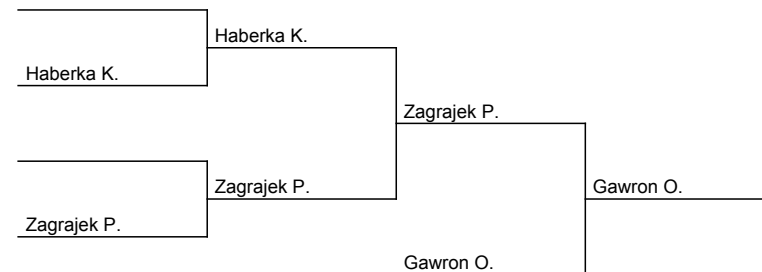 Haberka K.
Haberka K.
Zagrajek P.
Zagrajek P.
Gawron O.
Zagrajek P.
Gawron O.